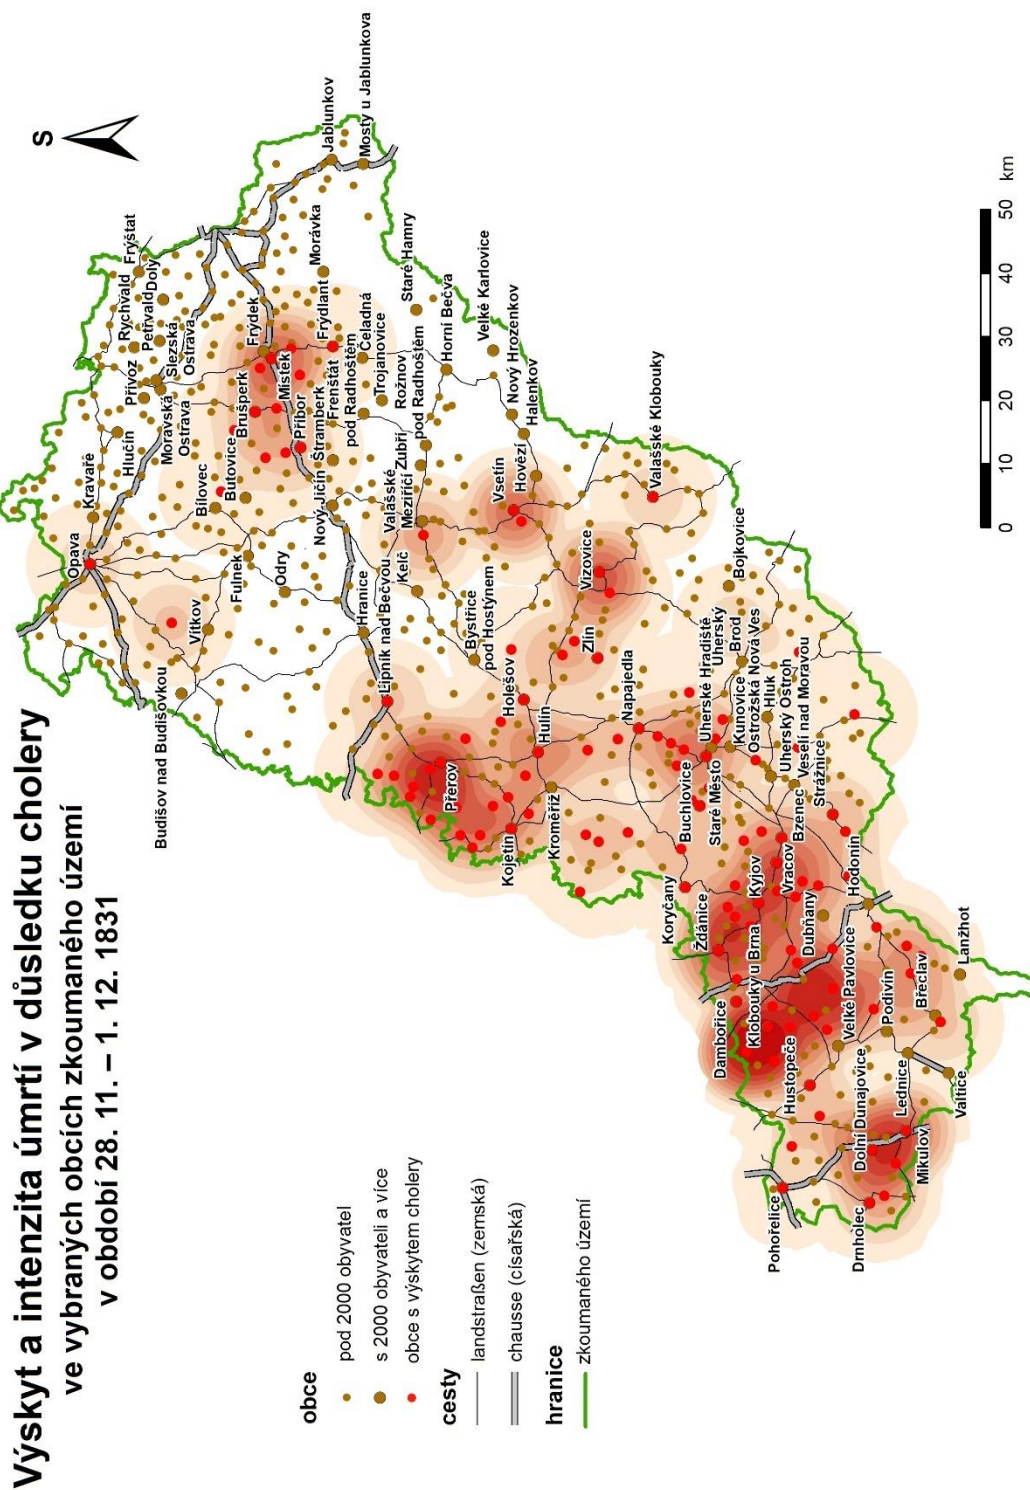 Výskyt a intenzita úmrtí v důsledku cholery
ve vybraných obcích zkoumaného území
v období 28. 11. – 1. 12. 1831
S
Opava
Kravaře
Hlučín
Přívoz
Rychvald
Petřvald
Doly
Fryštat
Moravská
Ostrava
Slezská
Ostrava
Vítkov
Budišov nad Budišovkou
Bílovec
Butovice
Fulnek
Odry
Brušperk
Frýdek
Místek
Příbor
Štramberk
Nový Jičín
Frýdlant
Morávka
Jablunkov
Mosty u Jablunkova
Frenštát
pod Radhoštěm
Čeladná
Trojanovice
Staré Hamry
Rožnov
pod Radhoštěm
Zubří
Valašské
Meziříčí
Kelč
Hranice
Lipník nad Bečvou
Horní Bečva
Velké Karlovice
Nový Hrozenkov
Halenkov
Hovězí
Vsetín
Bystřice
pod Hostýnem
Přerov
Holešov
Hulín
Kojetín
Kroměříž
Zlín
Vizovice
Valašské Klobouky
Napajedla
Bojkovice
Uherské Hradiště
Uherský
Brod
Kunovice
Ostrožská Nová Ves
Hluk
Uherský Ostroh
Veselí nad Moravou
Strážnice
Buchlovice
Staré Město
Koryčany
Ždánice
Kyjov
Vracov
Bzenec
Dubňany
Hodonín
Dambořice
Klobouky u Brna
Hustopeče
Velké Pavlovice
Podivín
Břeclav
Lanžhot
Lednice
Valtice
Dolní Dunajovice
Mikulov
Drnholec
Pohořelice
obce
pod 2000 obyvatel
s 2000 obyvateli a více
obce s výskytem cholery
cesty
landstraßen (zemská)
chausse (císařská)
hranice
zkoumaného území
0 10 20 30 40 50
km